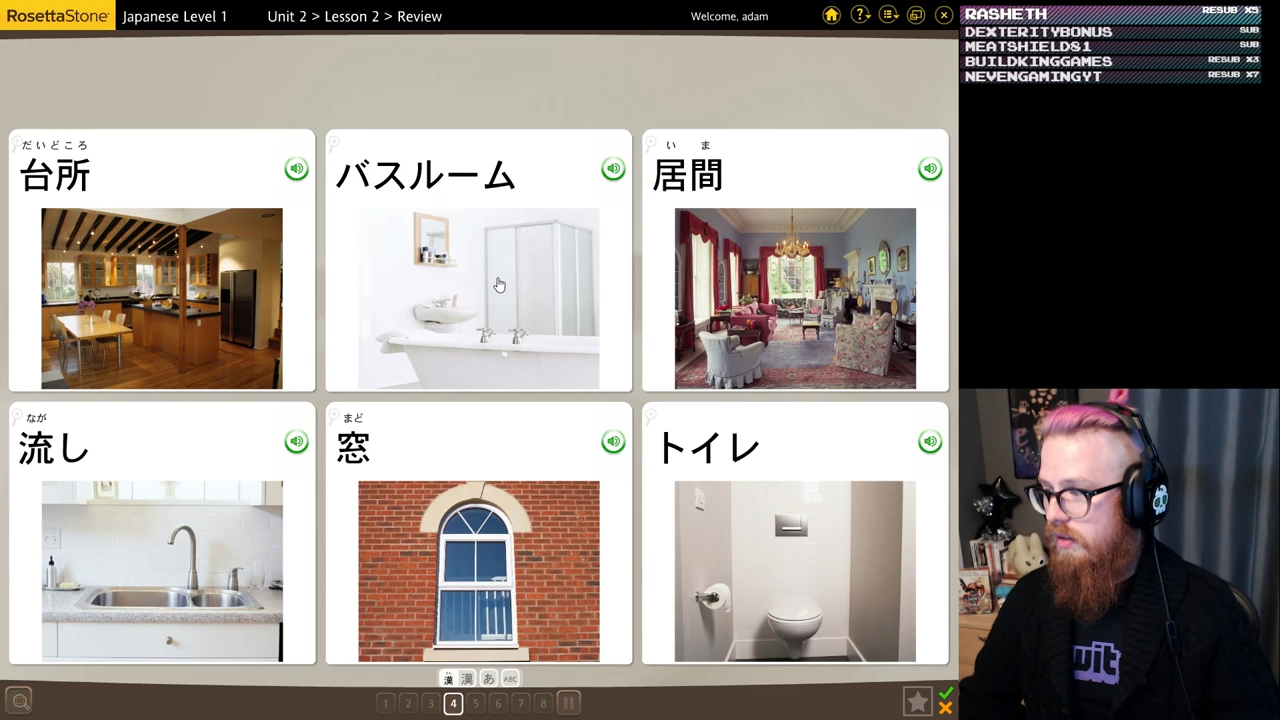 RosettaStone
Japanese Level 1
Unit 2 > Lesson 2 > Review
Welcome, adam
RASHETH RESUB X5
DEXTERITYBONUS SUB
MEATSHIELD81 SUB
BUILDKINGGAMES RESUB X3
NEVENGAMINGYT RESUB X7
だいどころ
台所
バスルーム
い ま
居間
なが
流し
まど
窓
トイレ
漢 漢 あ ABC
1 2 3 4 5 6 7 8
wit